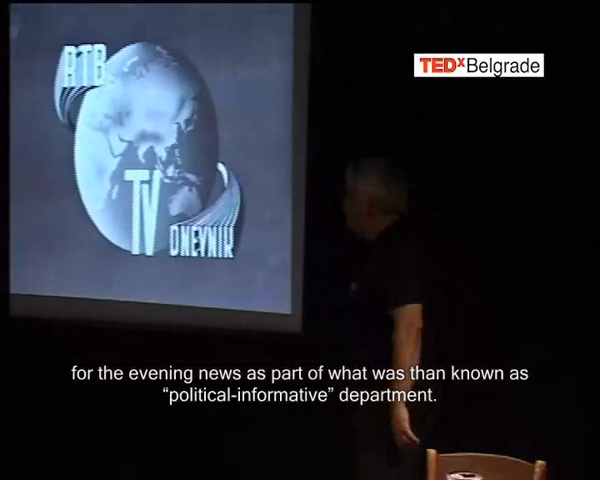 TEDxBelgrade
RTB
TV
DNEVNIK
for the evening news as part of what was than known as
“political-informative” department.